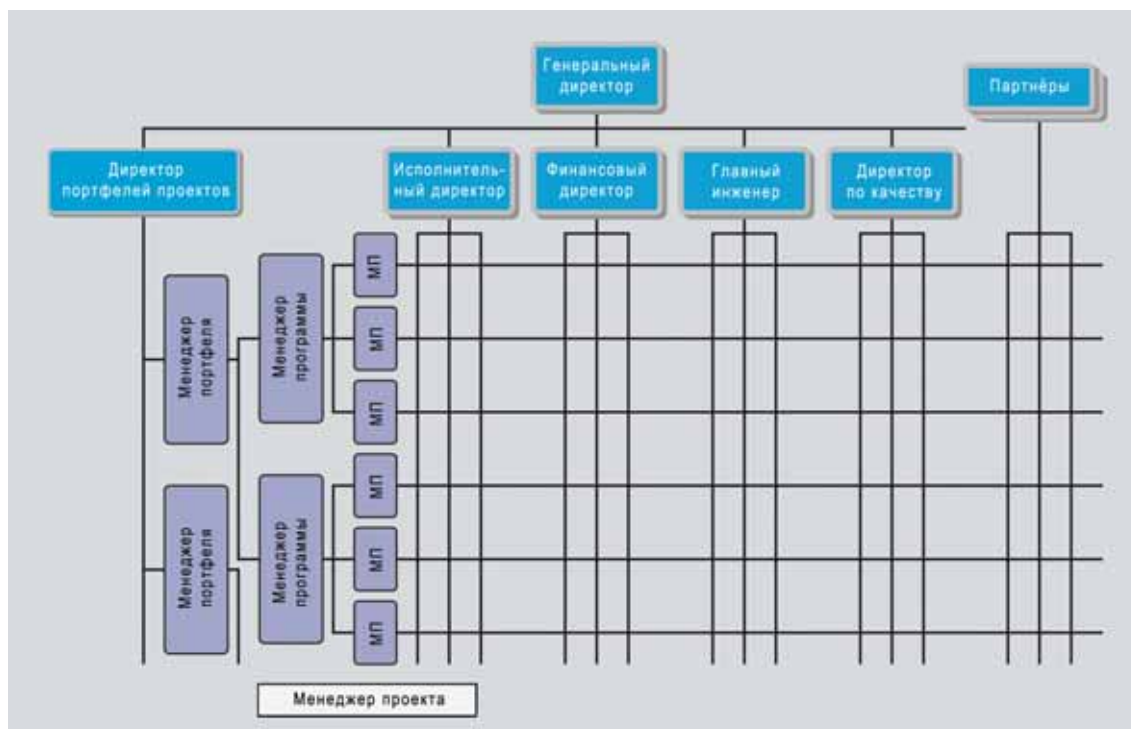 Генеральный
директор
Партнёры
Директор
портфелей проектов
Исполнитель-
ный директор
Финансовый
директор
Главный
инженер
Директор
по качеству
Менеджер
портфеля
Менеджер
программы
МП
МП
МП
Менеджер
портфеля
Менеджер
программы
МП
МП
МП
Менеджер проекта